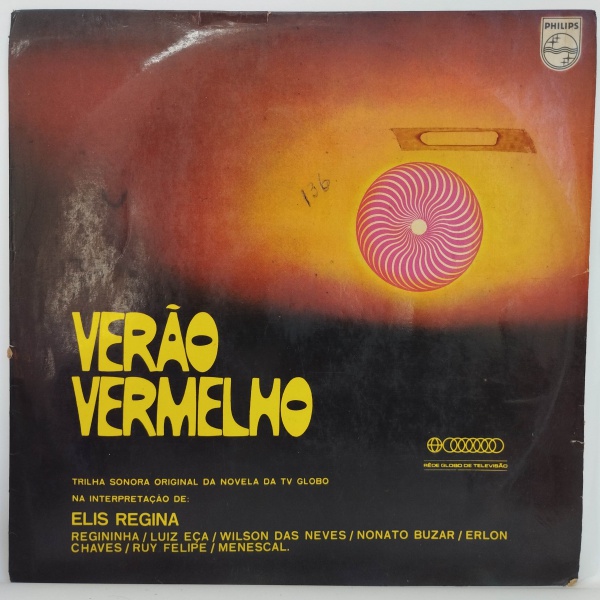 PHILIPS
136
VERÃO
VERMELHO
RÊDE GLOBO DE TELEVISÃO
TRILHA SONORA ORIGINAL DA NOVELA DA TV GLOBO
NA INTERPRETAÇÃO DE:
ELIS REGINA
REGININHA / LUIZ EÇA / WILSON DAS NEVES / NONATO BUZAR / ERLON
CHAVES / RUY FELIPE / MENESCAL.